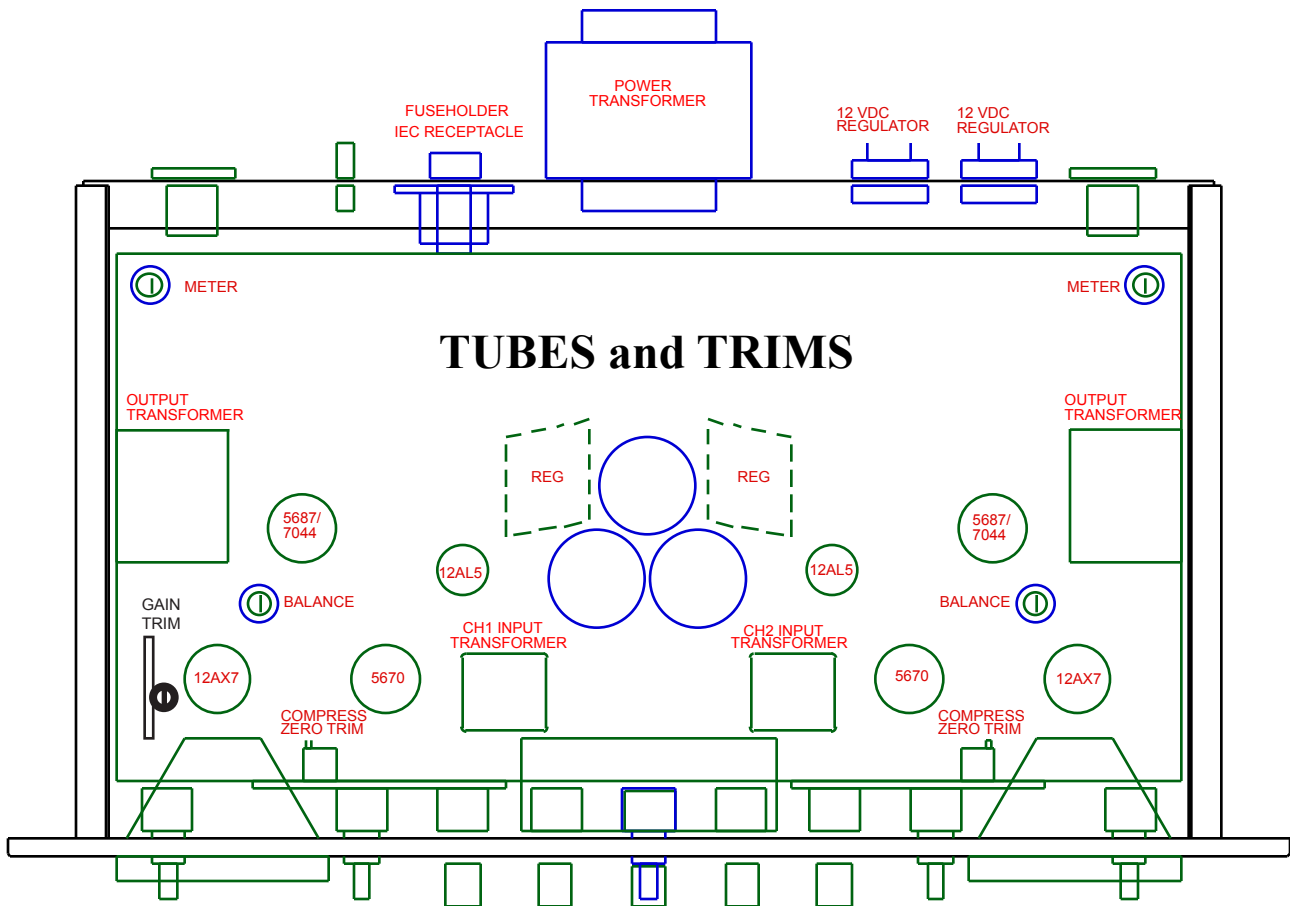 POWER
TRANSFORMER
FUSEHOLDER
IEC RECEPTACLE
12 VDC
REGULATOR
12 VDC
REGULATOR
METER
METER
TUBES and TRIMS
OUTPUT
TRANSFORMER
OUTPUT
TRANSFORMER
REG
REG
5687/
7044
5687/
7044
12AL5
12AL5
BALANCE
BALANCE
GAIN
TRIM
CH1 INPUT
TRANSFORMER
CH2 INPUT
TRANSFORMER
12AX7
5670
5670
12AX7
COMPRESS
ZERO TRIM
COMPRESS
ZERO TRIM